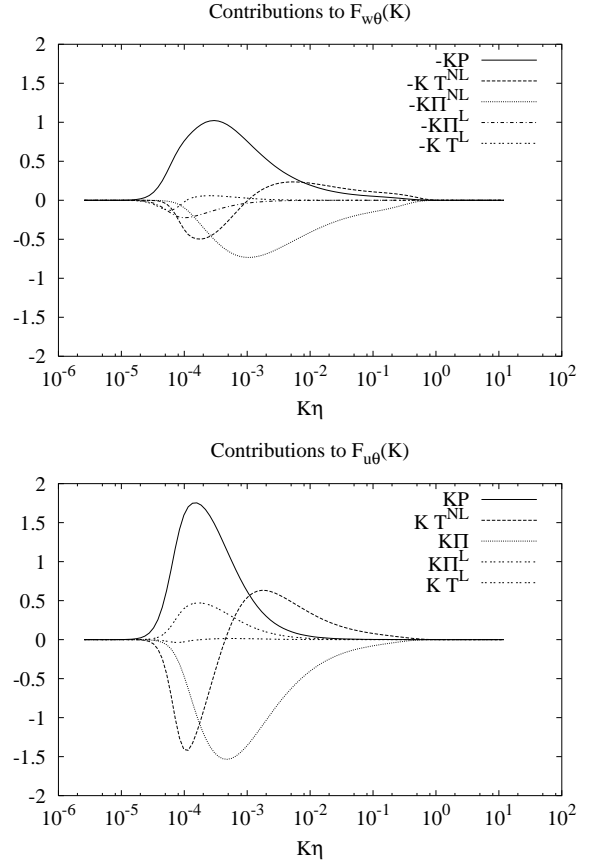 Contributions to F_{wθ}(K)
2
1.5
1
0.5
0
-0.5
-1
-1.5
-2
-KP
-K T^{NL}
-KΠ^{NL}
-KΠ^{L}
-K T^{L}
10^{-6} 10^{-5} 10^{-4} 10^{-3} 10^{-2} 10^{-1} 10^{0} 10^{1} 10^{2}
Kη
Contributions to F_{uθ}(K)
2
1.5
1
0.5
0
-0.5
-1
-1.5
-2
KP
K T^{NL}
KΠ
KΠ^{L}
K T^{L}
10^{-6} 10^{-5} 10^{-4} 10^{-3} 10^{-2} 10^{-1} 10^{0} 10^{1} 10^{2}
Kη